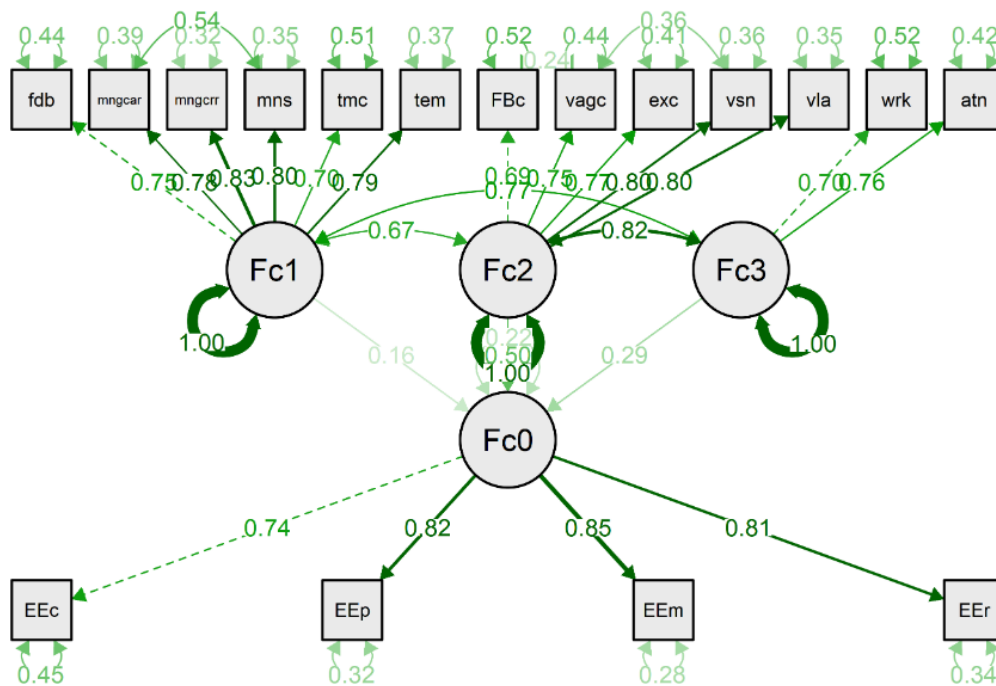 0.54 0.36
0.44 0.39 0.32 0.35 0.51 0.37 0.52 0.24 0.44 0.41 0.36 0.35 0.52 0.42
fdb mngcar mngcrr mns tmc tem FBc vagc exc vsn vla wrk atn
0.75 0.78 0.83 0.80 0.70 0.79 0.69 0.77 0.75 0.77 0.80 0.80 0.70 0.76
0.67 0.82
Fc1 Fc2 Fc3
1.00 0.16 0.22 0.50 1.00 0.29 1.00
Fc0
0.74 0.82 0.85 0.81
EEc EEp EEm EEr
0.45 0.32 0.28 0.34